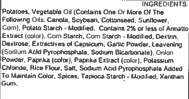 INGREDIENTS:
Potatoes, Vegetable Oil (Contains One Or More Of The
Following Oils: Canola, Soybean, Cottonseed, Sunflower,
Corn), Potato Starch - Modified. Contains 2% or less of Annatto
Extract (color), Corn Starch, Corn Starch - Modified, Dextrin,
Dextrose, Extractives of Capsicum, Garlic Powder, Leavening
(Sodium Acid Pyrophosphate, Sodium Bicarbonate), Onion
Powder, Paprika (color), Paprika Extract (color), Potassium
Chloride, Rice Flour, Salt, Sodium Acid Pyrophosphate Added
To Maintain Color, Spices, Tapioca Starch - Modified, Xanthan
Gum.